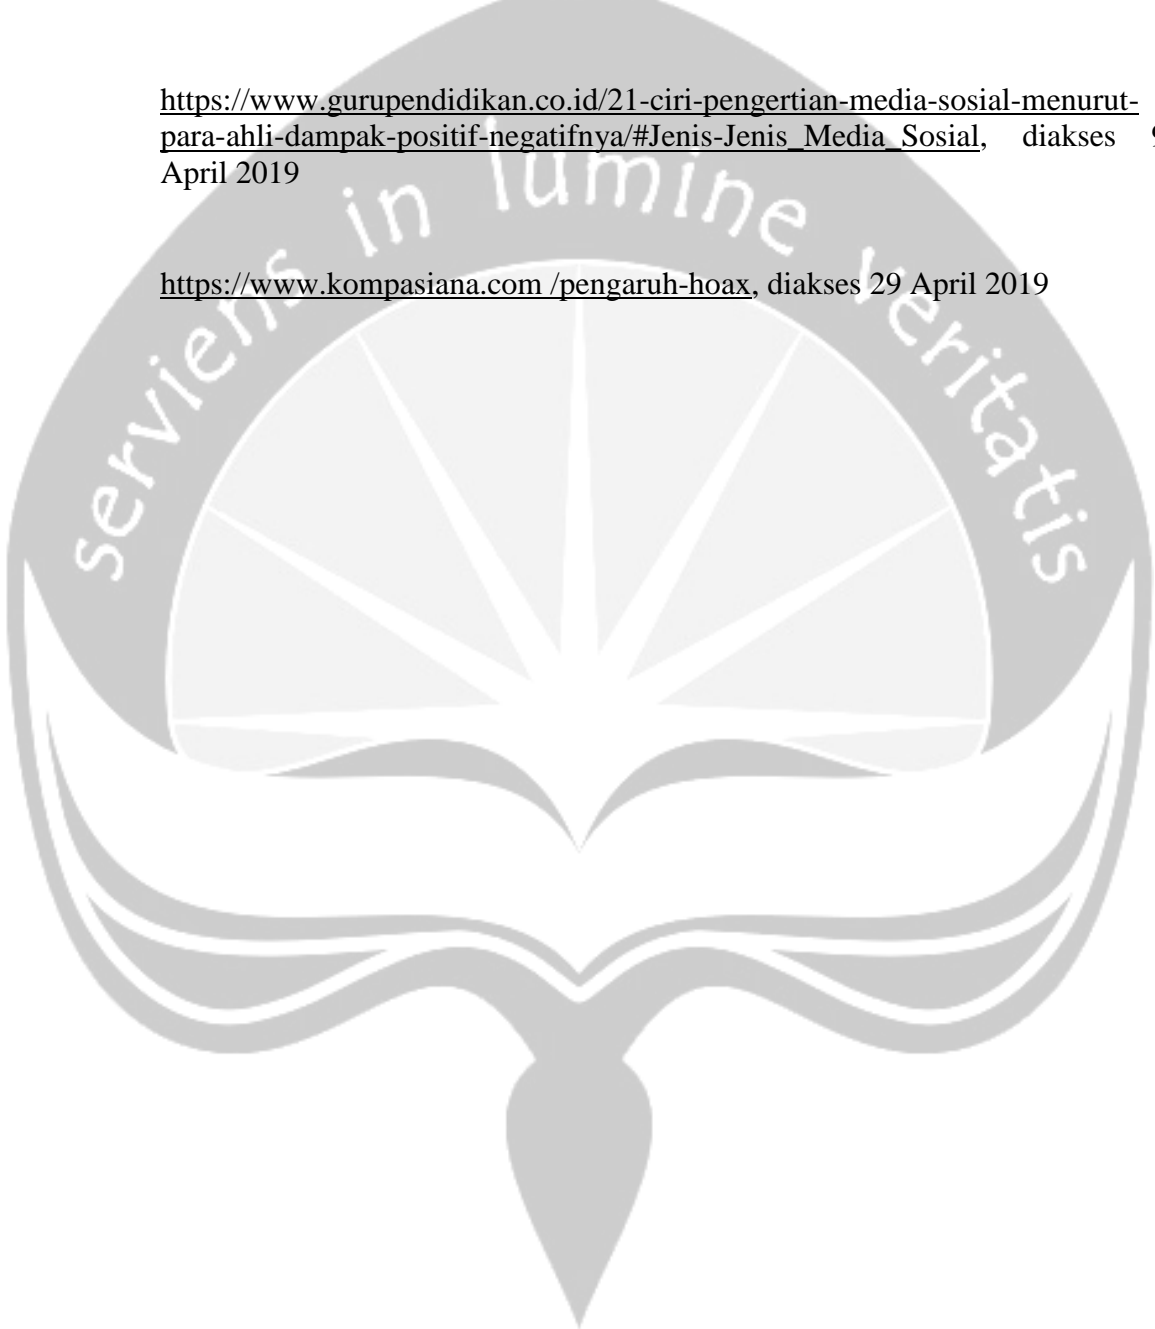 https://www.gurupendidikan.co.id/21-ciri-pengertian-media-sosial-menurut-
para-ahli-dampak-positif-negatifnya/#Jenis-Jenis_Media_Sosial, diakses 9
April 2019
serviens in lumine veritatis
https://www.kompasiana.com /pengaruh-hoax, diakses 29 April 2019